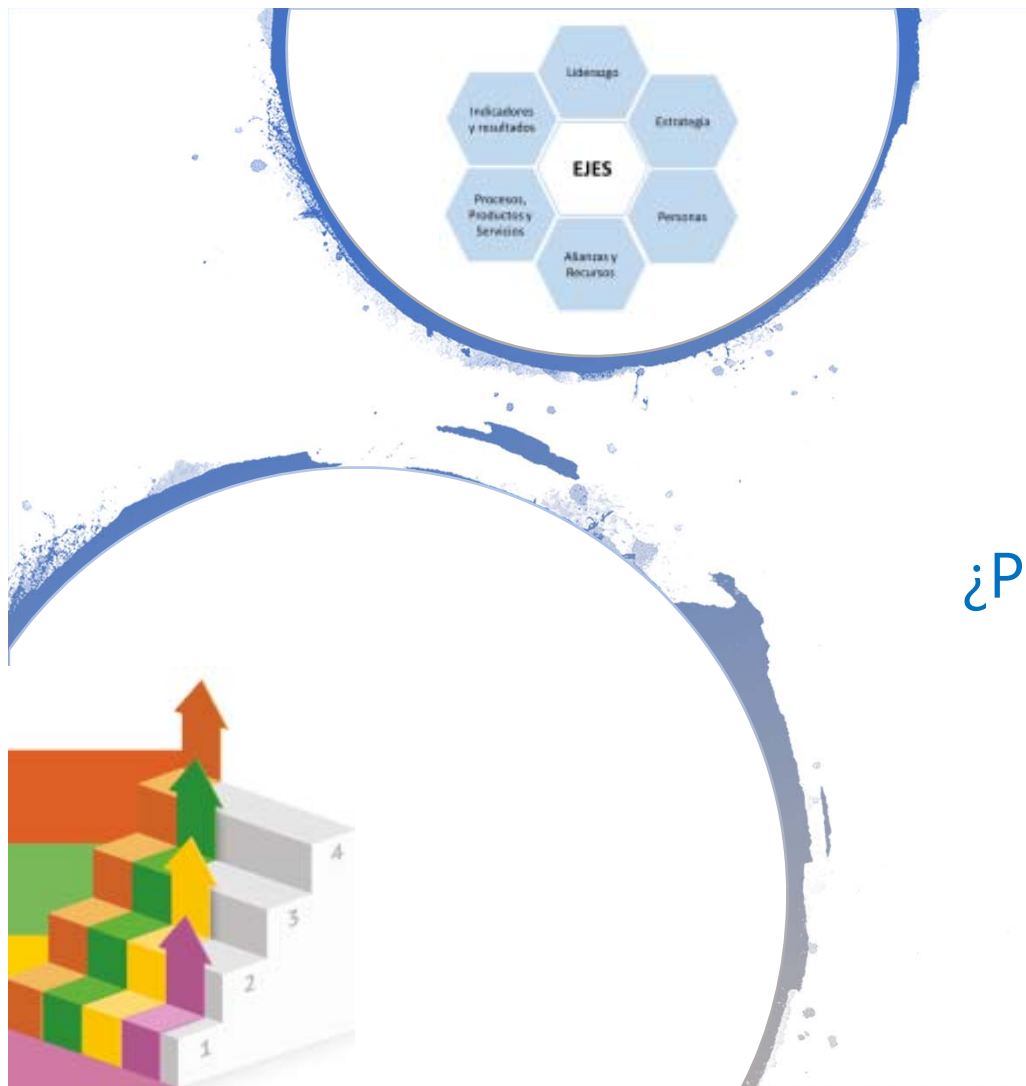 Liderazgo
Indicadores
y resultados
Estrategia
EJES
Procesos,
Productos y
Servicios
Personas
Alianzas y
Recursos
¿P
4
3
2
1